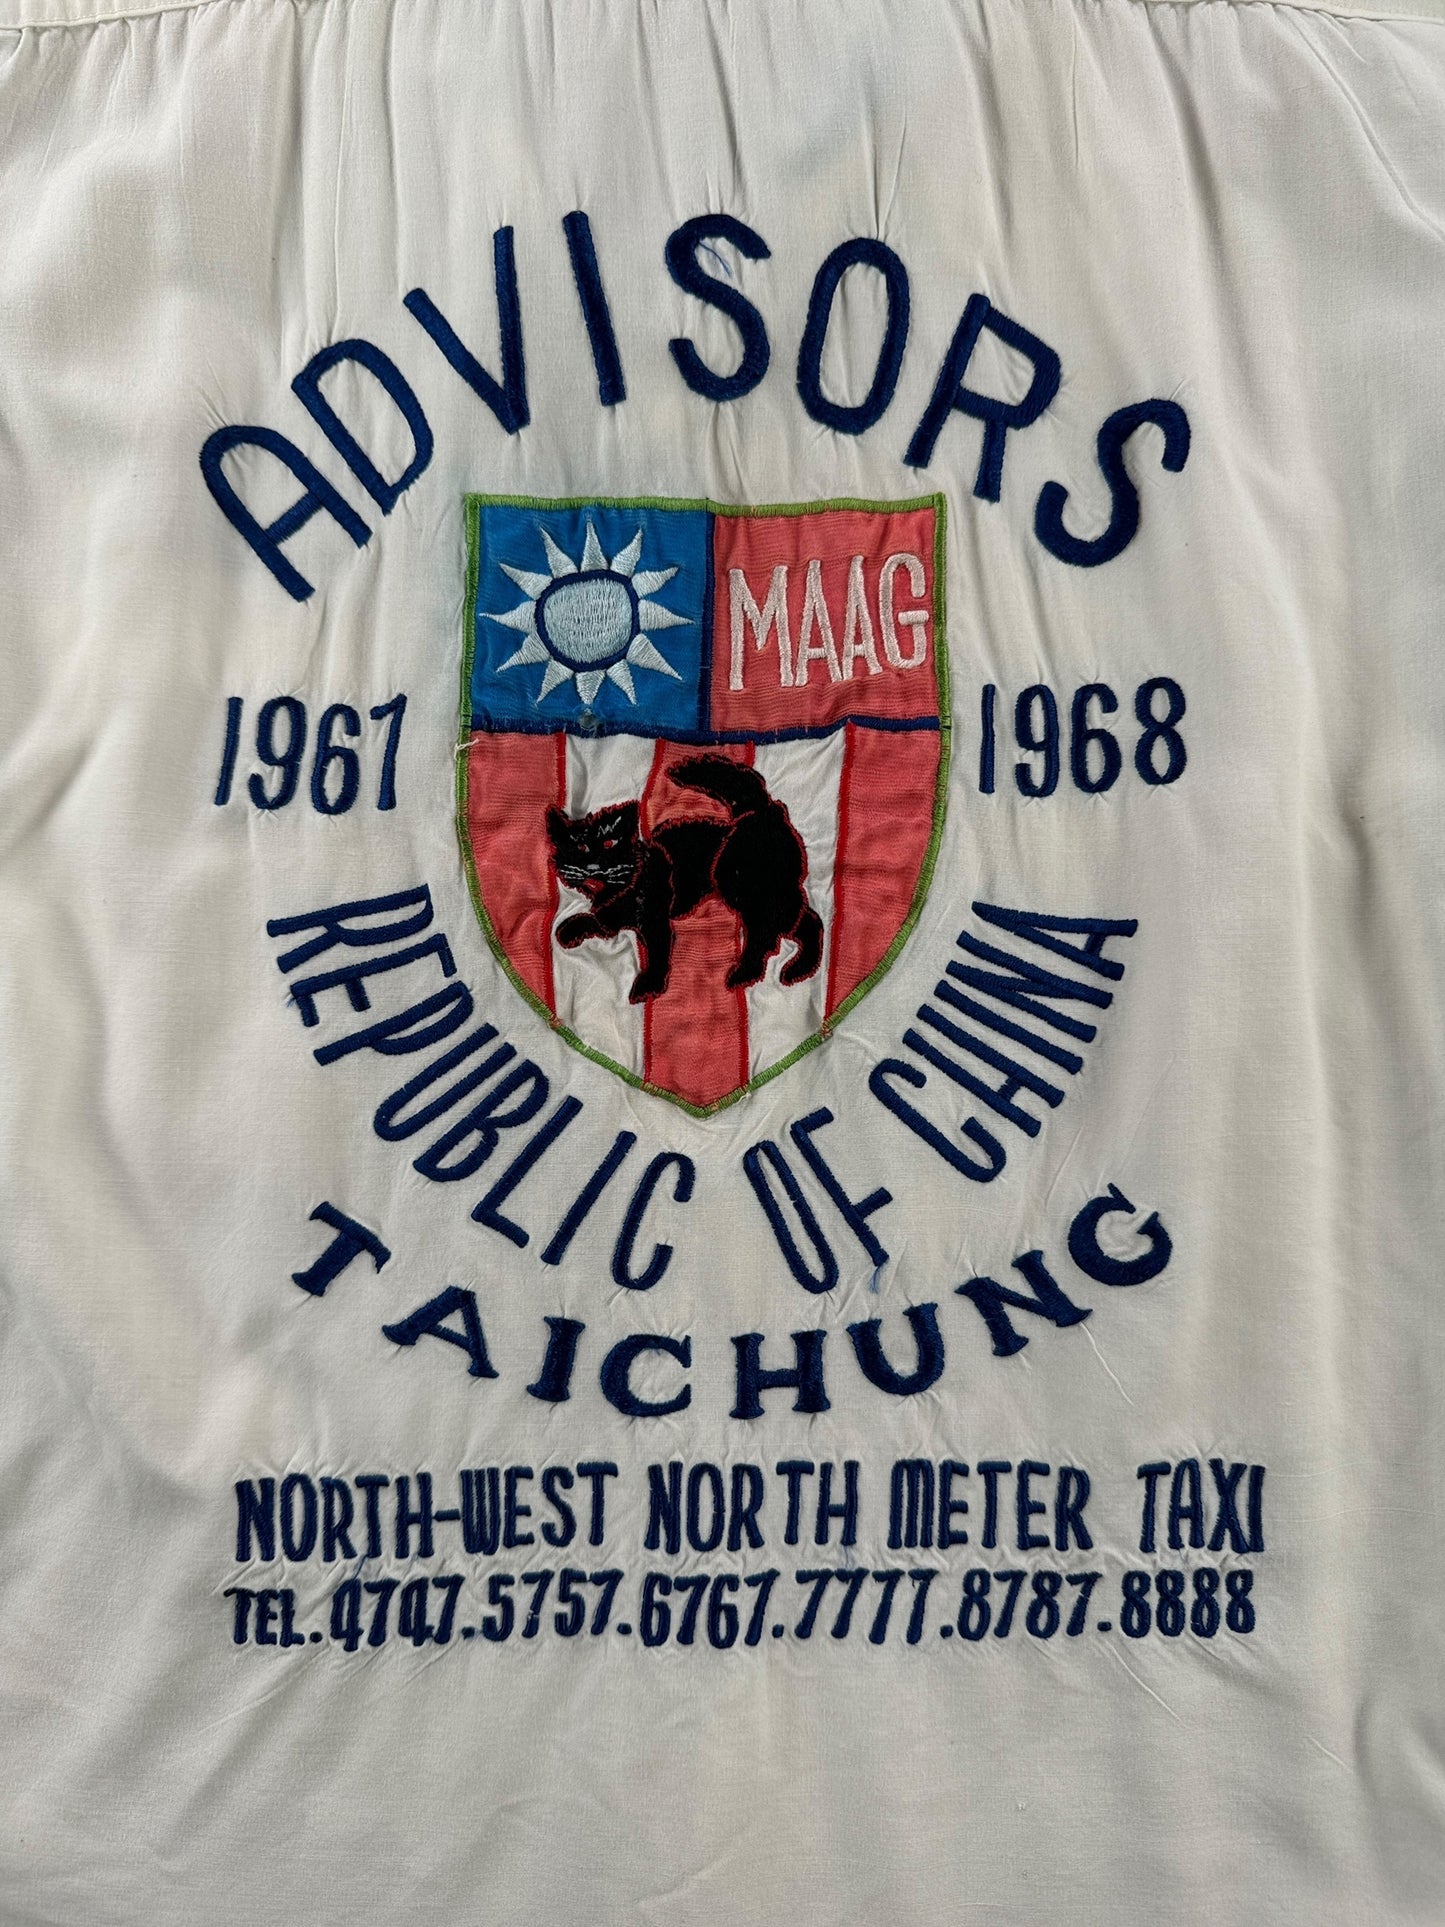 ADVISORS
MAAG
1967 1968
REPUBLIC OF CHINA
TAICHUNG
NORTH-WEST NORTH METER TAXI
TEL.4747.5757.6767.7777.8787.8888